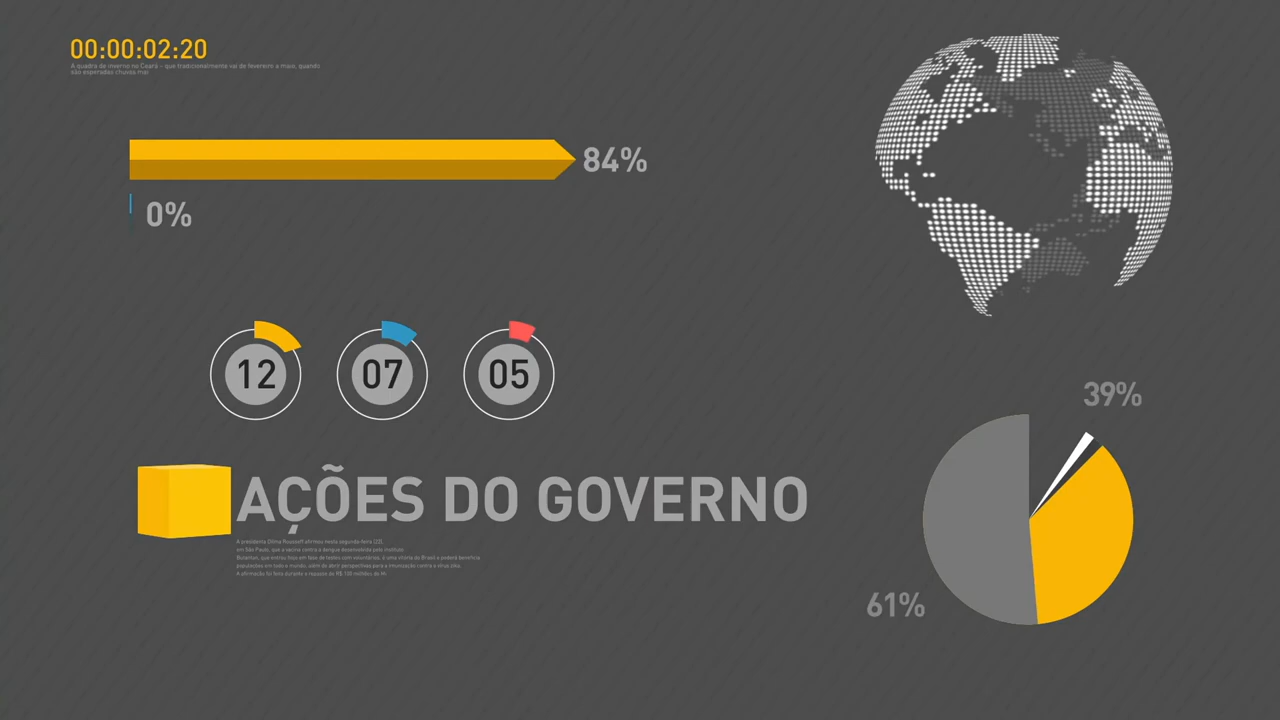 00:00:02:20
A quadra de inverno no Ceará – que tradicionalmente vai de fevereiro a maio, quando
são esperadas chuvas mai
84%
0%
12 07 05
39%
AÇÕES DO GOVERNO
A presidenta Dilma Rousseff afirmou nesta segunda-feira (22),
em São Paulo, que a vacina contra a dengue desenvolvida pelo Instituto
Butantan, que entrou hoje em fase de testes com voluntários, é uma vitória do Brasil e poderá beneficia
populações em todo o mundo, além de abrir perspectivas para a imunização contra o vírus zika.
A afirmação foi feita durante o repasse de R$ 100 milhões do Mi
61%